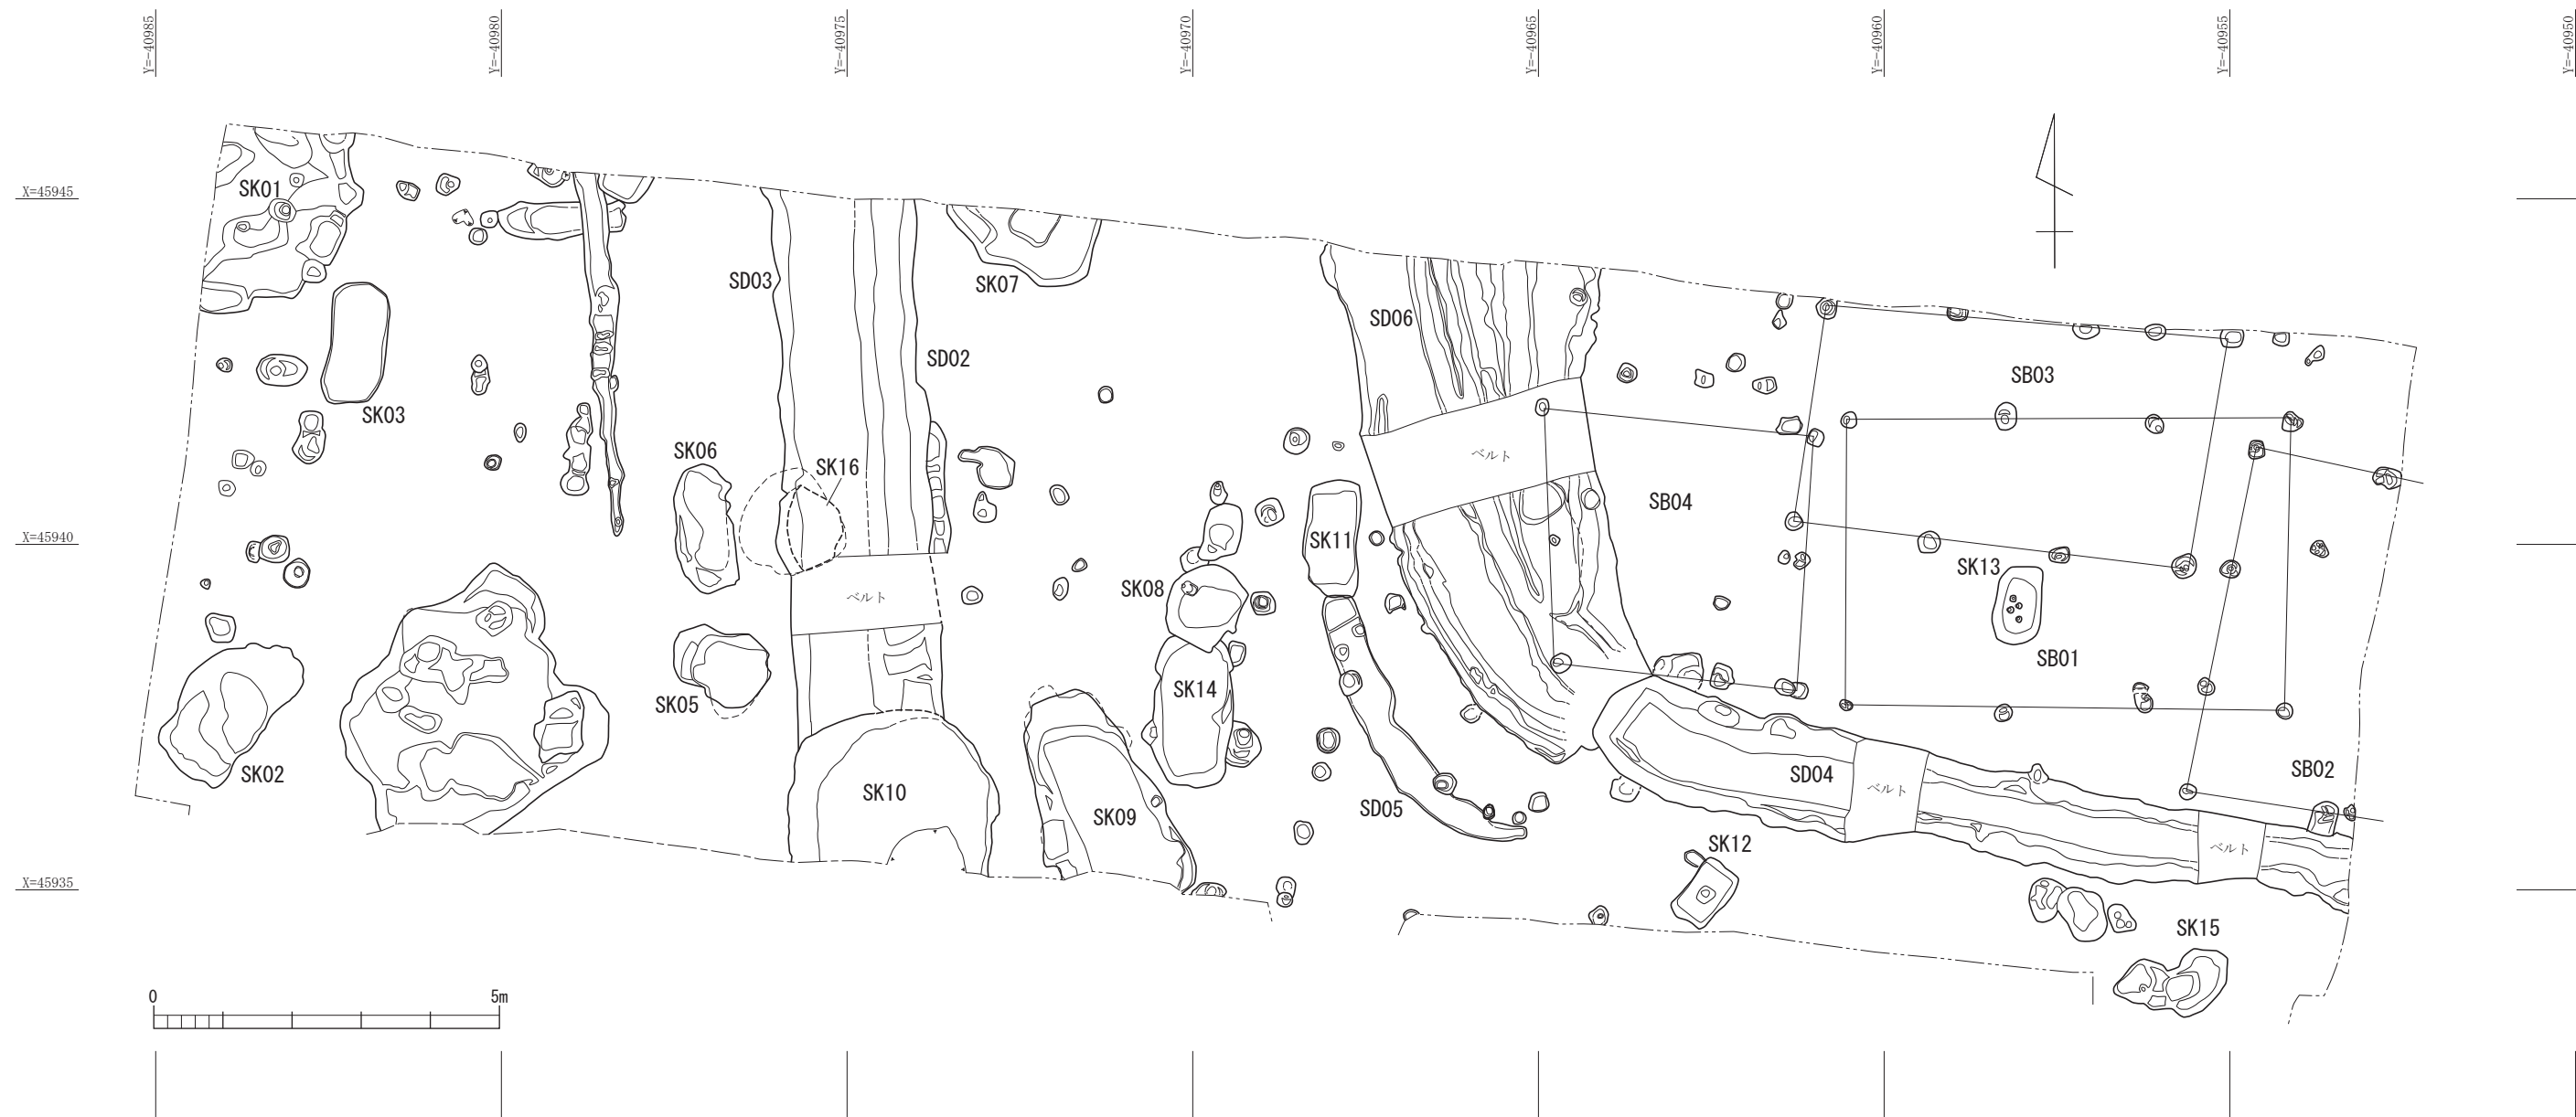 Y=-40985
Y=-40980
Y=-40975
Y=-40970
Y=-40965
Y=-40960
Y=-40955
Y=-40950
X=45945
SK01
SD03
SK07
SD06
SD02
SB03
SK03
SK06
SK16
ベルト
SB04
X=45940
SK11
SK13
SK08
ベルト
SB01
SK14
SK05
SK02
SK10
SK09
SD05
SD04
ベルト
SB02
SK12
ベルト
X=45935
SK15
0 5m